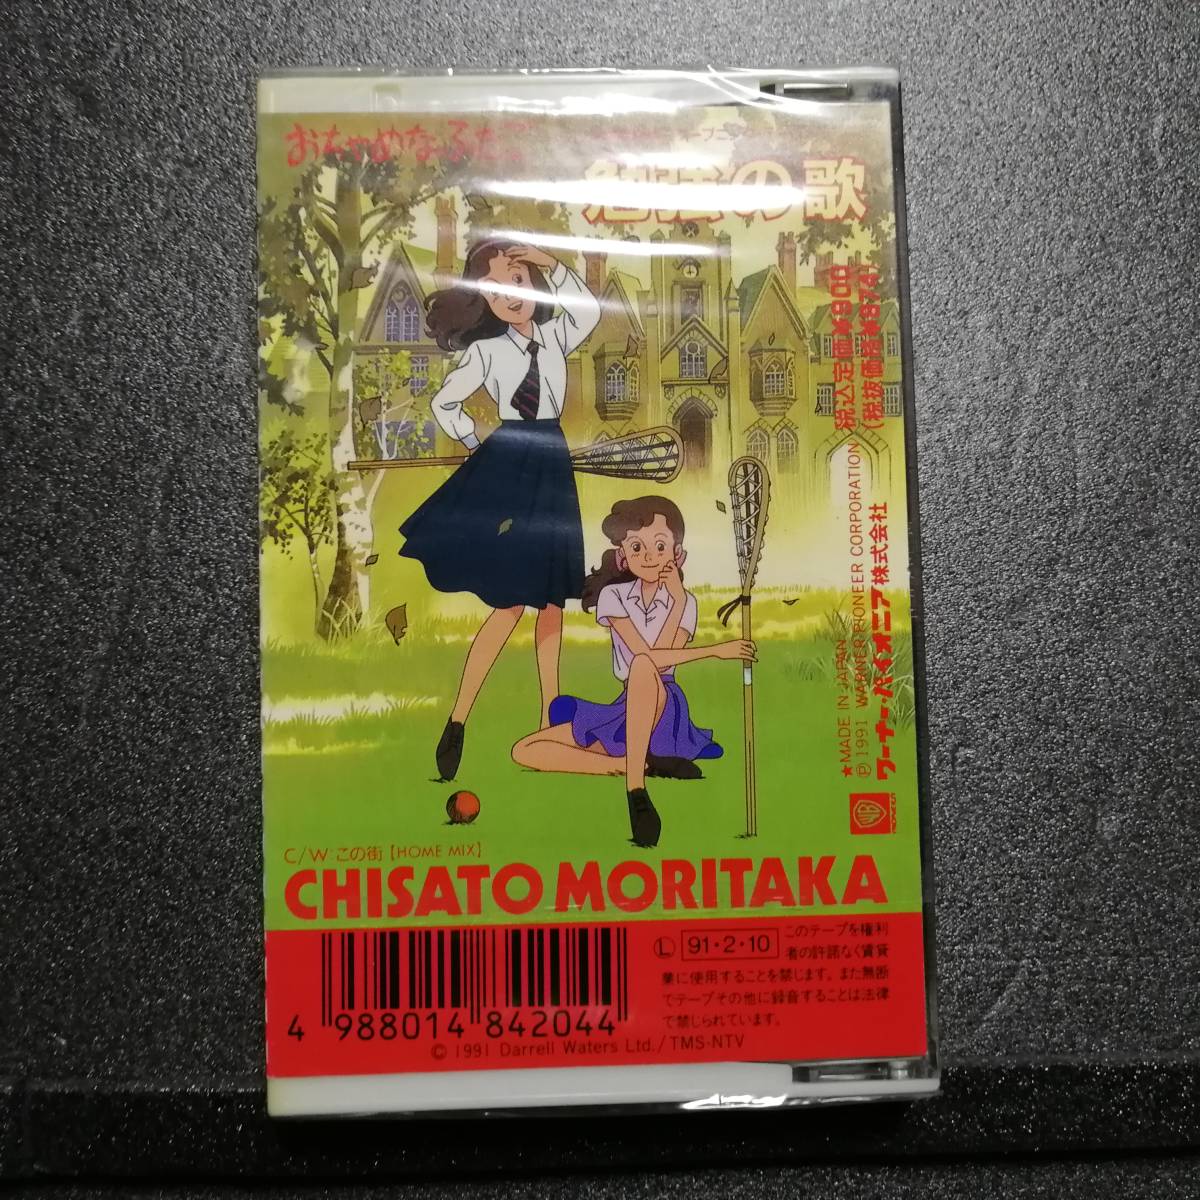 おちゃめなふたご
勉強の歌
税込定価¥900
(税抜価格¥874)
★MADE IN JAPAN
Ⓟ 1991 WARNER-PIONEER CORPORATION
ワーナー・パイオニア株式会社
C/W:この街【HOME MIX】
CHISATO MORITAKA
Ⓛ 91・2・10
このテープを権利
者の許諾なく賃貸
業に使用することを禁じます。また無断
でテープその他に録音することは法律
で禁じられています。
4 988014 842044
© 1991 Darrell Waters Ltd./TMS-NTV